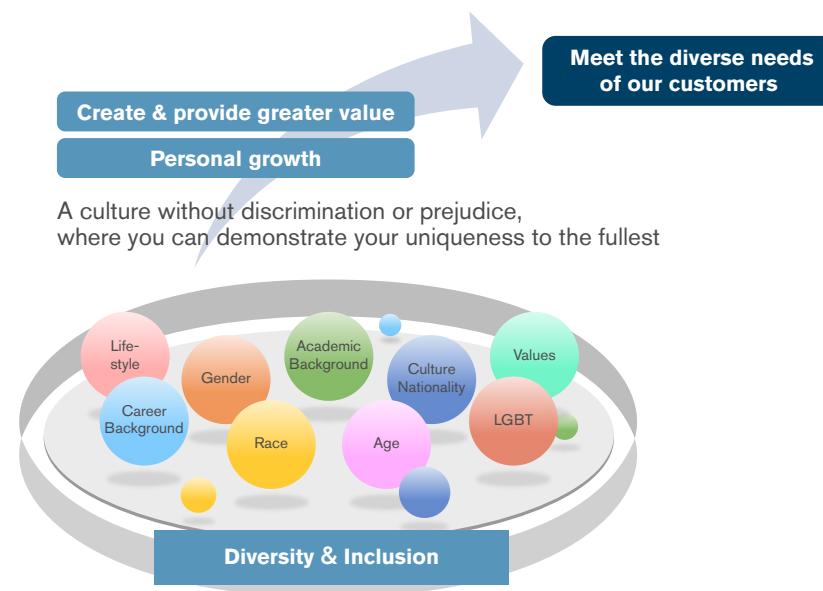 Meet the diverse needs
of our customers
Create & provide greater value
Personal growth
A culture without discrimination or prejudice,
where you can demonstrate your uniqueness to the fullest
Life-
style
Gender
Academic
Background
Culture
Nationality
Values
Career
Background
Race
Age
LGBT
Diversity & Inclusion